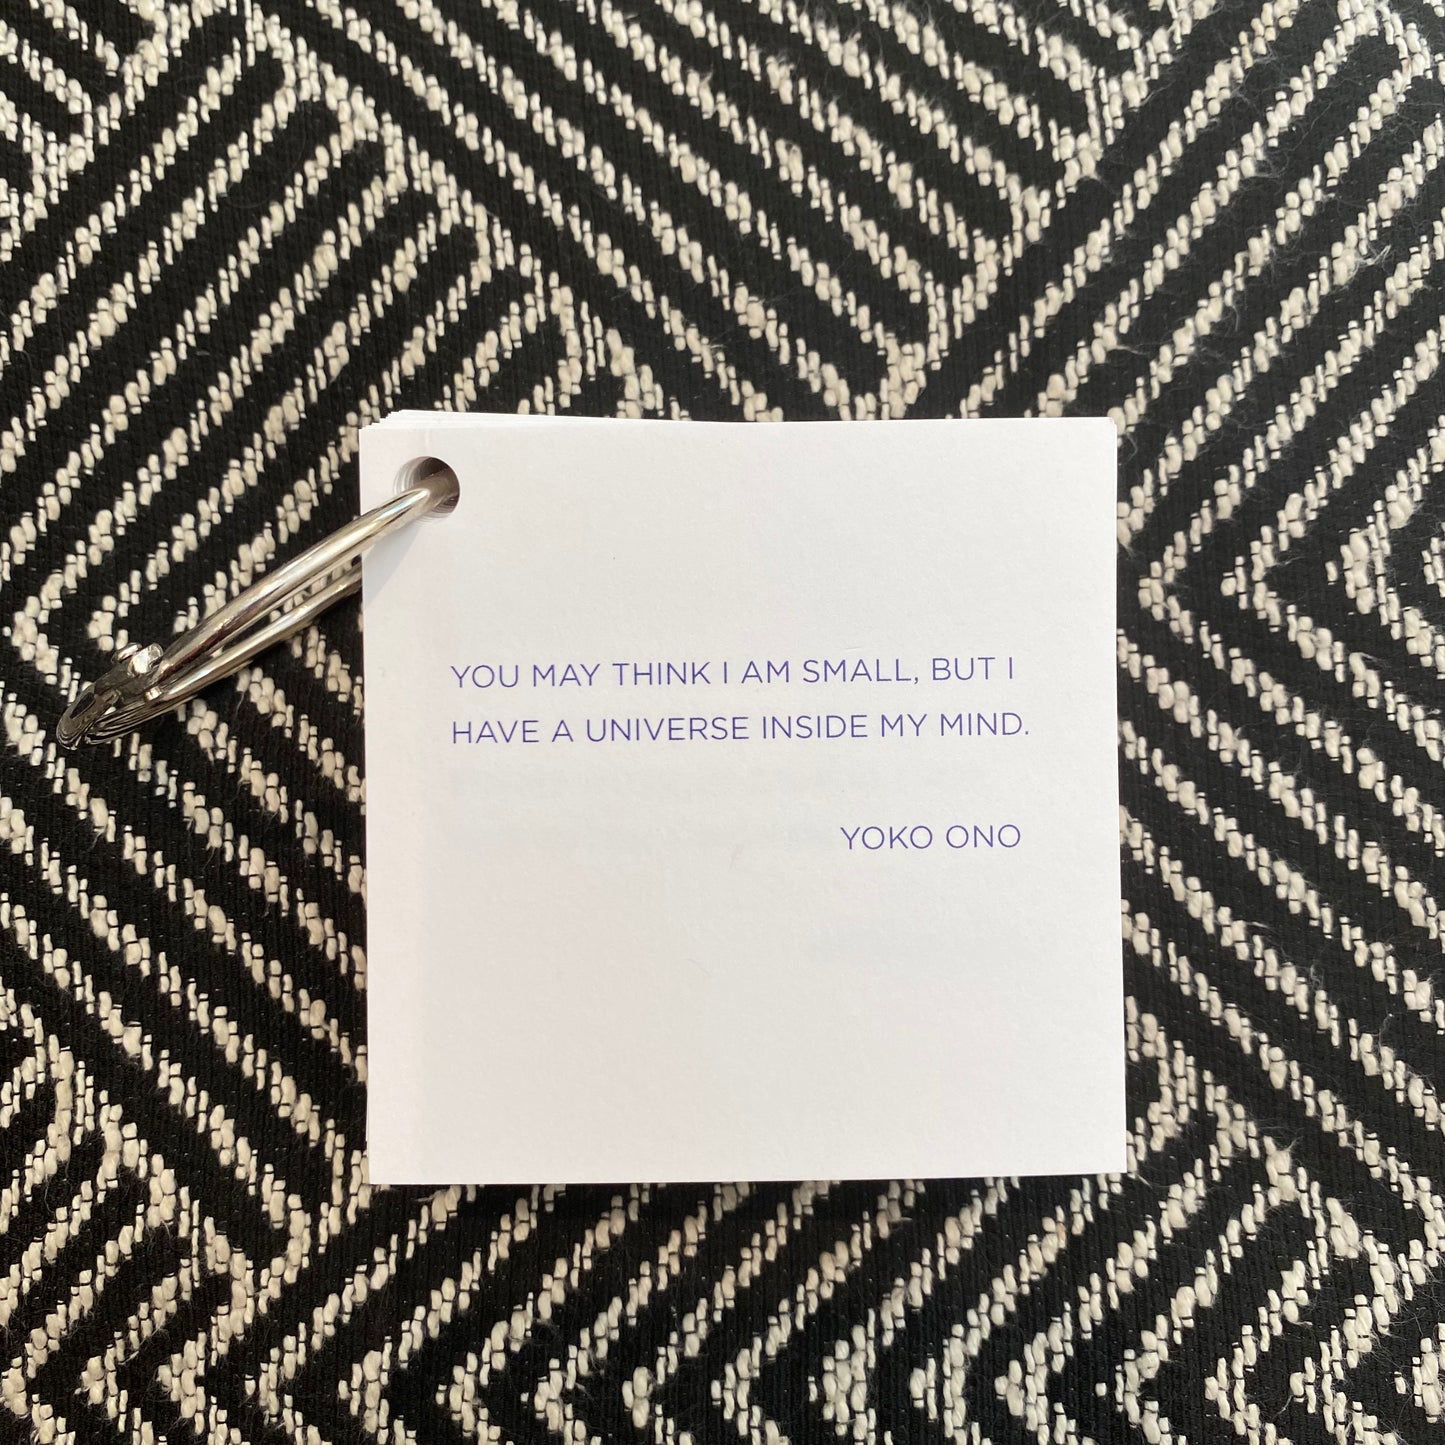 YOU MAY THINK I AM SMALL, BUT I
HAVE A UNIVERSE INSIDE MY MIND.
YOKO ONO